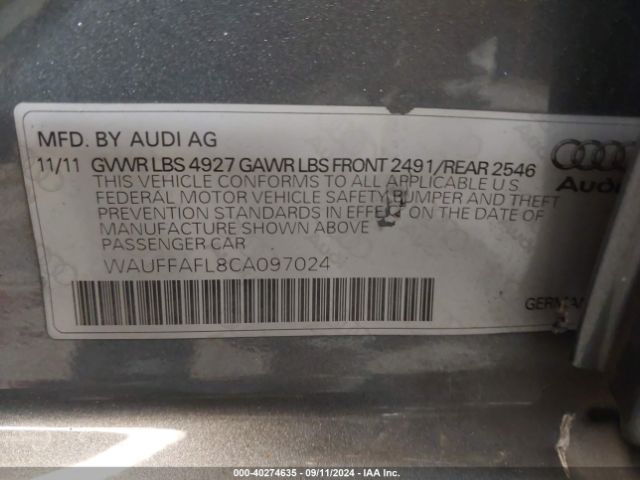 MFD. BY AUDI AG
11/11 GVWR LBS 4927 GAWR LBS FRONT 2491/REAR 2546
THIS VEHICLE CONFORMS TO ALL APPLICABLE U S
FEDERAL MOTOR VEHICLE SAFETY BUMPER AND THEFT
PREVENTION STANDARDS IN EFFECT ON THE DATE OF
MANUFACTURE SHOWN ABOVE
PASSENGER CAR
WAUFFAFL8CA097024
Audi
GERMAN
000-40274635 - 09/11/2024 - IAA Inc.